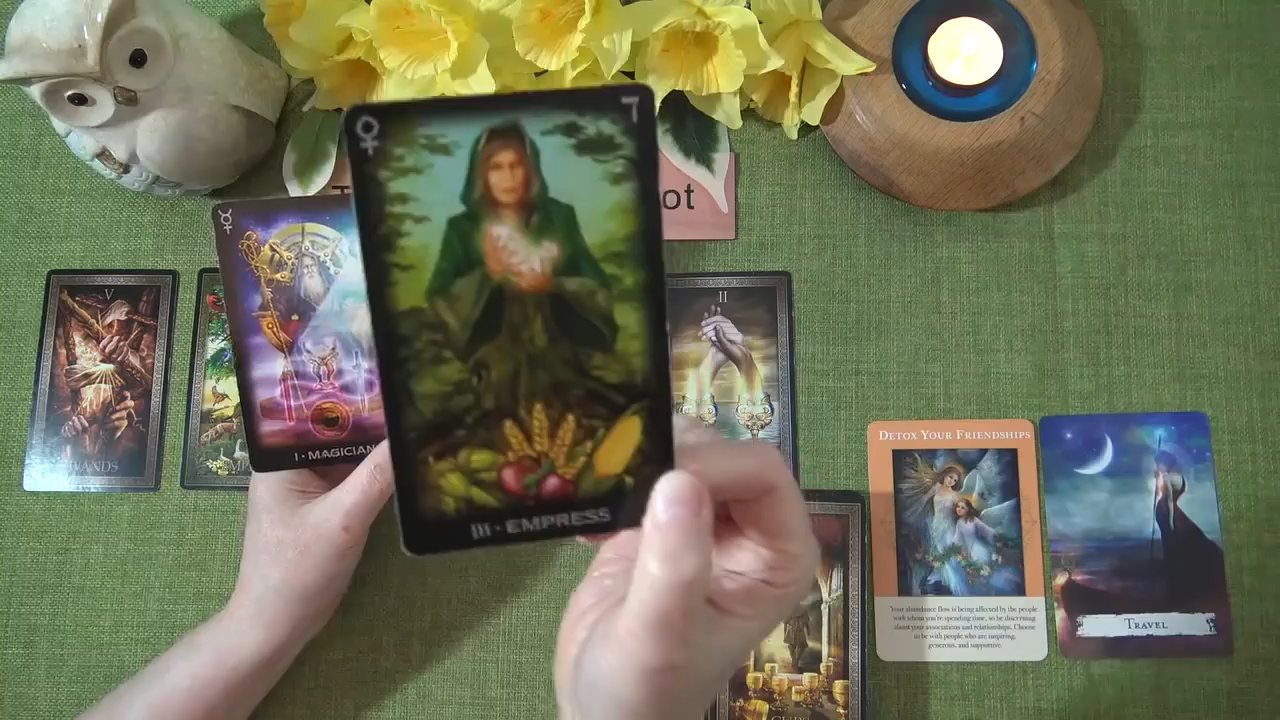 ot
V
WANDS
I • MAGICIAN
III • EMPRESS
II
CUPS
DETOX YOUR FRIENDSHIPS
Your abundance flow is being affected by the people
with whom you're spending time, so be discerning
about your associations and relationships. Choose
to be with people who are inspiring,
generous, and supportive.
TRAVEL